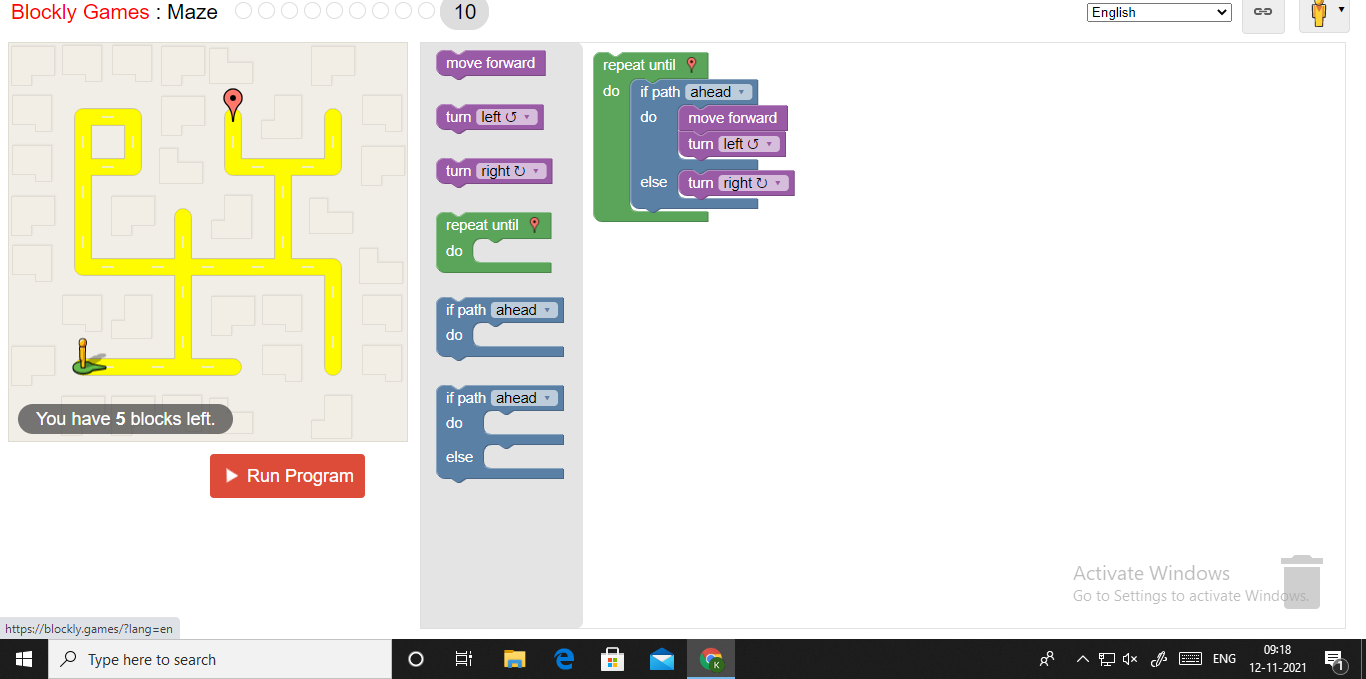 Blockly Games : Maze 10 English
move forward
turn left ↺
turn right ↻
repeat until
do
if path ahead
do
if path ahead
do
else
repeat until
do if path ahead
do move forward
turn left ↺
else turn right ↻
You have 5 blocks left.
Run Program
Activate Windows
Go to Settings to activate Windows.
https://blockly.games/?lang=en
Type here to search
K
ENG
09:18
12-11-2021
1